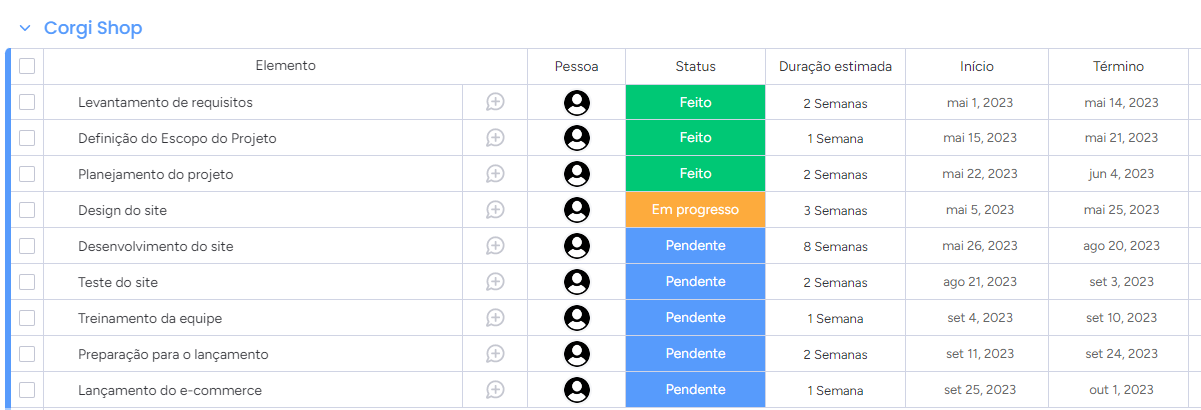 Corgi Shop
Elemento Pessoa Status Duração estimada Início Término
Levantamento de requisitos Feito 2 Semanas mai 1, 2023 mai 14, 2023
Definição do Escopo do Projeto Feito 1 Semana mai 15, 2023 mai 21, 2023
Planejamento do projeto Feito 2 Semanas mai 22, 2023 jun 4, 2023
Design do site Em progresso 3 Semanas mai 5, 2023 mai 25, 2023
Desenvolvimento do site Pendente 8 Semanas mai 26, 2023 ago 20, 2023
Teste do site Pendente 2 Semanas ago 21, 2023 set 3, 2023
Treinamento da equipe Pendente 1 Semana set 4, 2023 set 10, 2023
Preparação para o lançamento Pendente 2 Semanas set 11, 2023 set 24, 2023
Lançamento do e-commerce Pendente 1 Semana set 25, 2023 out 1, 2023